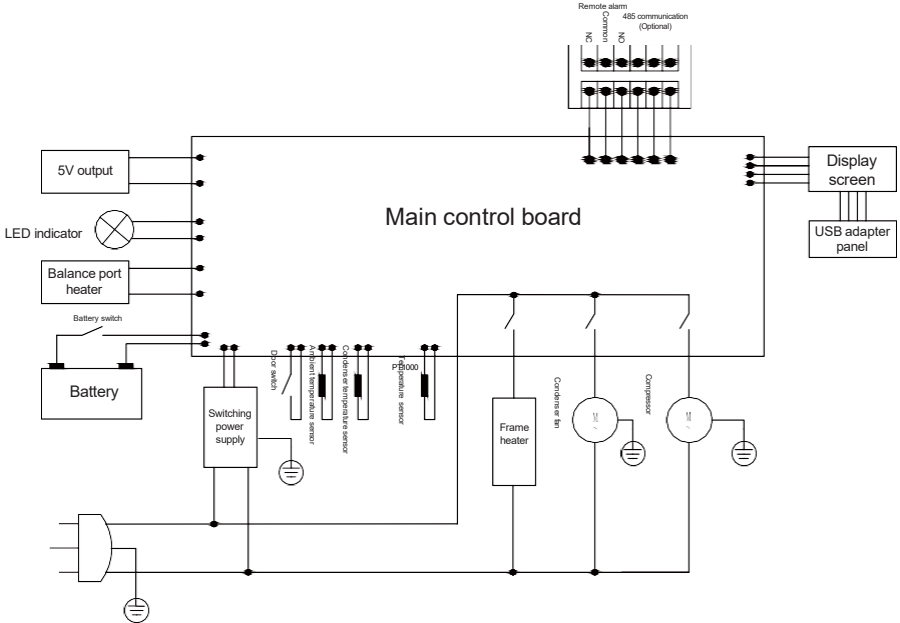 Remote alarm
485 communication
(Optional)
NC
Common
NO
5V output
Main control board
Display
screen
LED indicator
USB adapter
panel
Balance port
heater
Battery switch
Battery
Door switch
Ambient temperature sensor
Condenser temperature sensor
PT1000
Temperature sensor
Switching
power
supply
Frame
heater
Condenser fan
Compressor